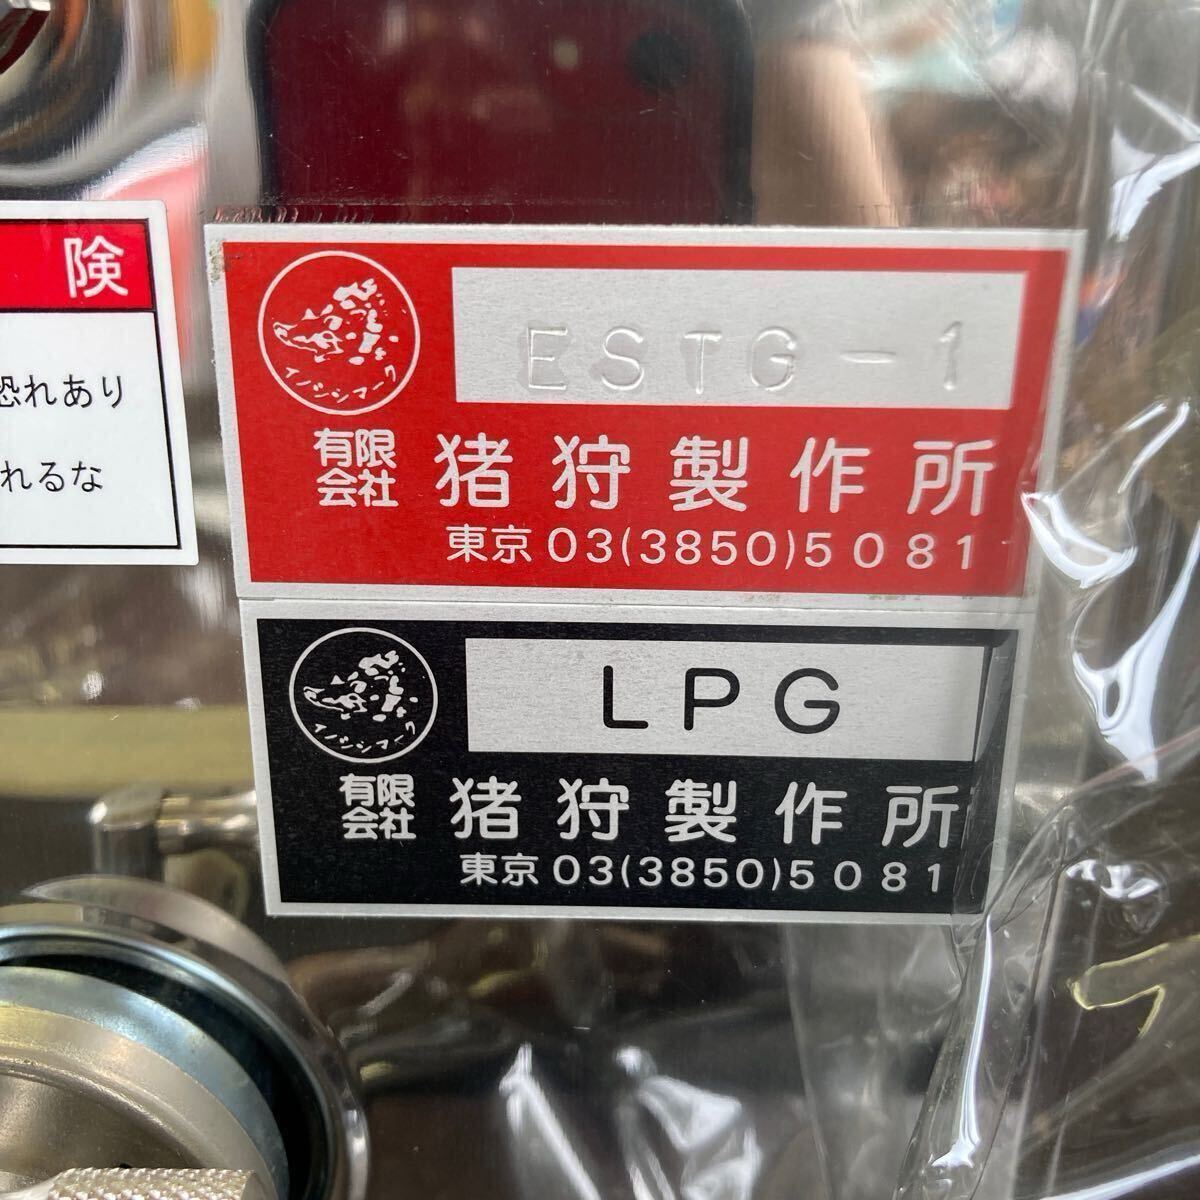 険
恐れあり
れるな
イノシシマーク
ESTG-1
有限
会社
猪狩製作所
東京 03(3850)5081
イノシシマーク
LPG
有限
会社
猪狩製作所
東京 03(3850)5081